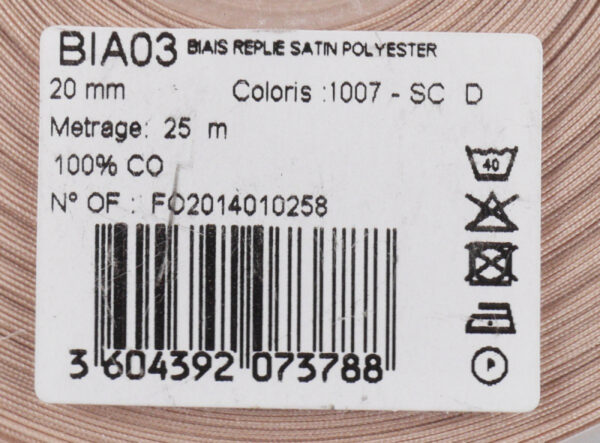 BIA03 BIAIS REPLIE SATIN POLYESTER
20 mm Coloris :1007 - SC D
Metrage: 25 m
100% CO
N° OF : FO2014010258
40
P
3 604392 073788